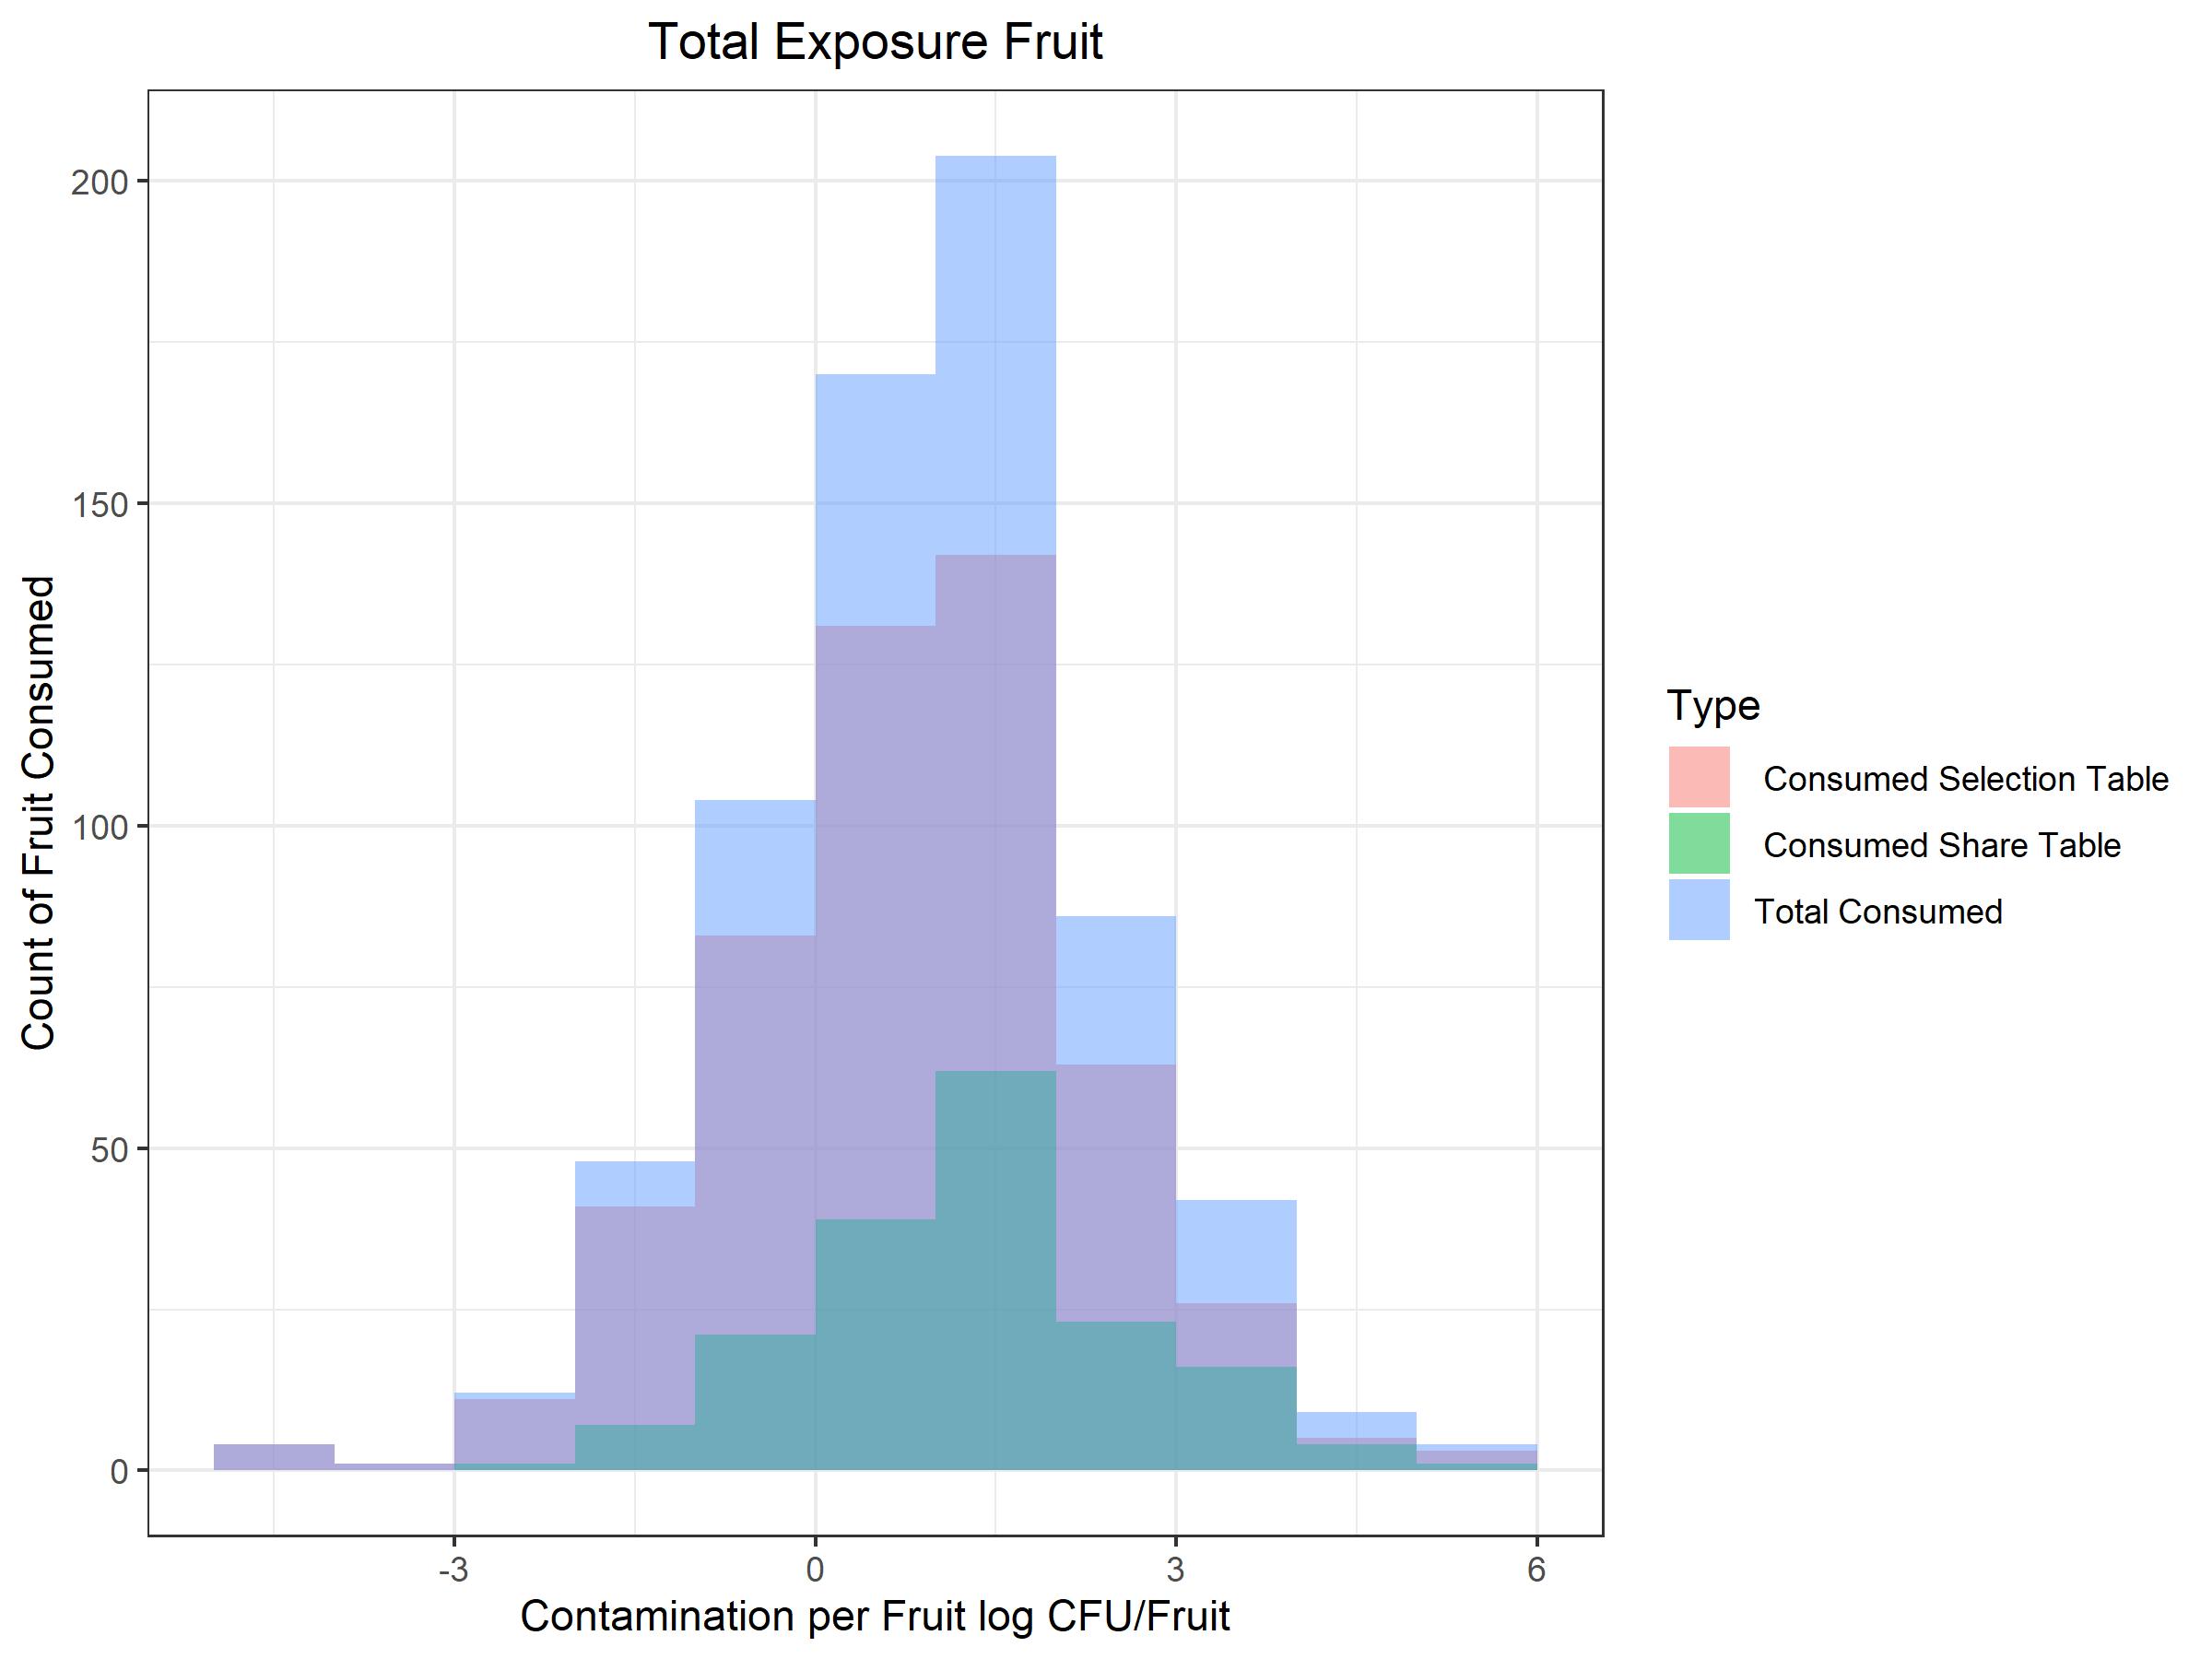 Total Exposure Fruit
200
150
100
50
0
Count of Fruit Consumed
-3
0
3
6
Contamination per Fruit log CFU/Fruit
Type
Consumed Selection Table
Consumed Share Table
Total Consumed